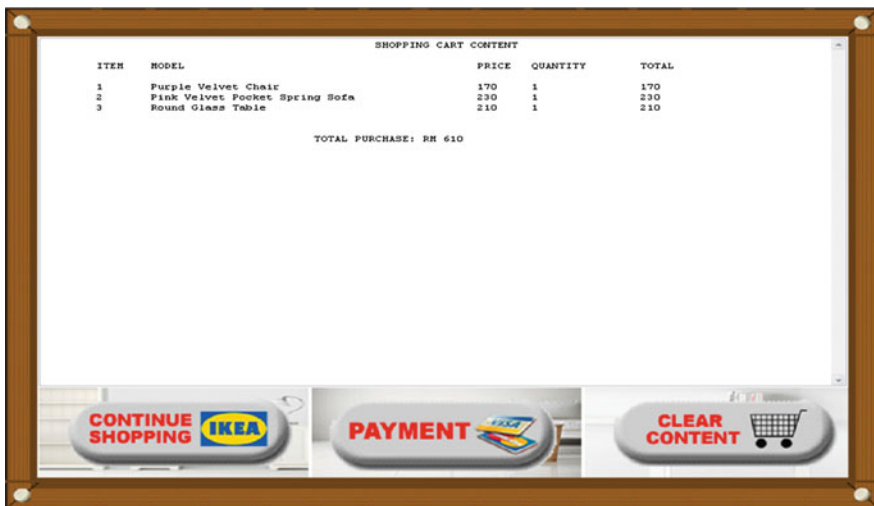 SHOPPING CART CONTENT
ITEM MODEL PRICE QUANTITY TOTAL
1 Purple Velvet Chair 170 1 170
2 Pink Velvet Pocket Spring Sofa 230 1 230
3 Round Glass Table 210 1 210
TOTAL PURCHASE: RM 610
CONTINUE SHOPPING
IKEA
PAYMENT
VISA
CLEAR CONTENT